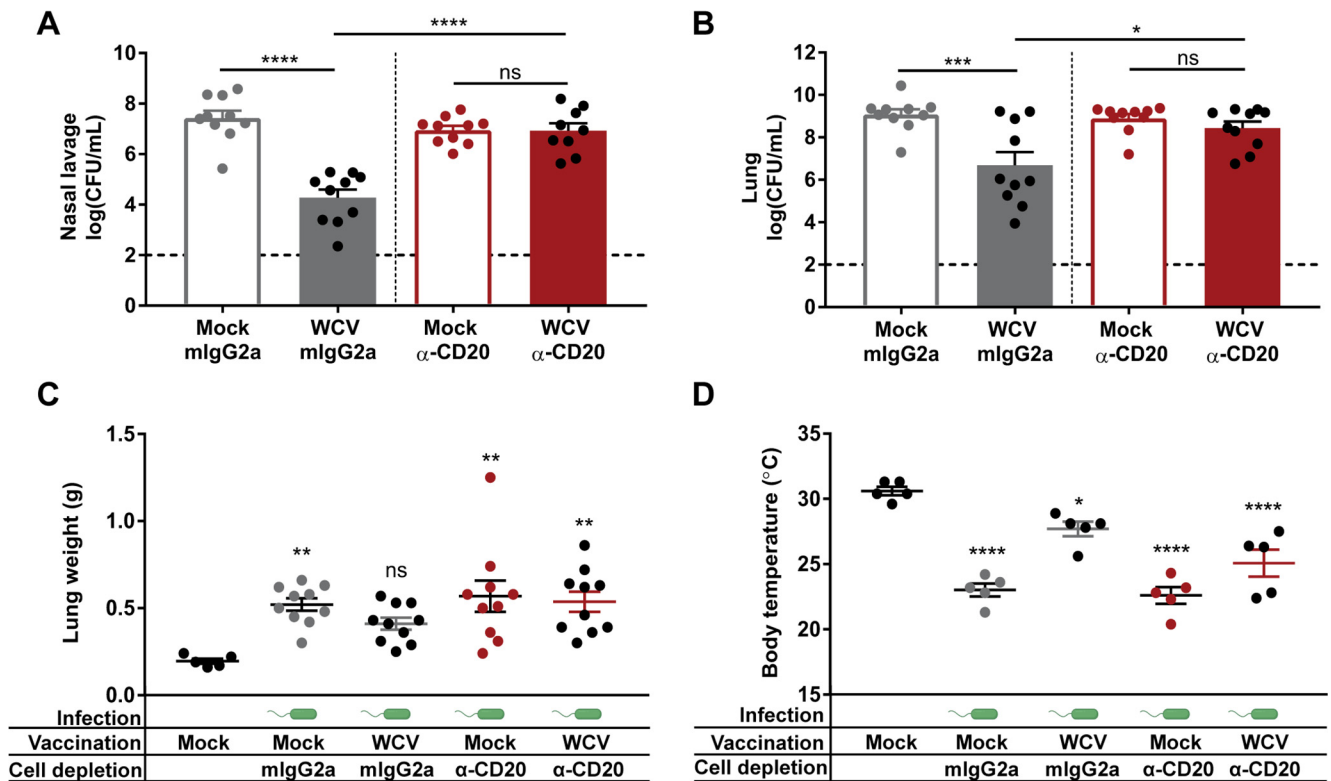 A
****
****
ns
10
8
6
4
2
0
Nasal lavage
log(CFU/mL)
Mock
mIgG2a
WCV
mIgG2a
Mock
α-CD20
WCV
α-CD20
B
*
***
ns
12
10
8
6
4
2
0
Lung
log(CFU/mL)
Mock
mIgG2a
WCV
mIgG2a
Mock
α-CD20
WCV
α-CD20
C
1.5
1.0
0.5
0.0
Lung weight (g)
**
ns
**
**
Infection
Vaccination Mock Mock WCV Mock WCV
Cell depletion mIgG2a mIgG2a α-CD20 α-CD20
D
35
30
25
20
15
Body temperature (°C)
****
*
****
****
Infection
Vaccination Mock Mock WCV Mock WCV
Cell depletion mIgG2a mIgG2a α-CD20 α-CD20